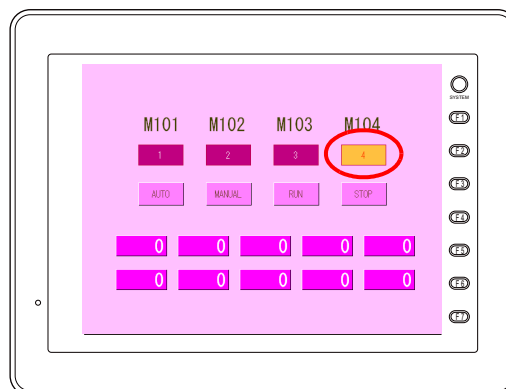 SYSTEM
M101 M102 M103 M104
F1
1 2 3 4
F2
AUTO MANUAL RUN STOP
F3
F4
0 0 0 0 0
F5
0 0 0 0 0
F6
F7